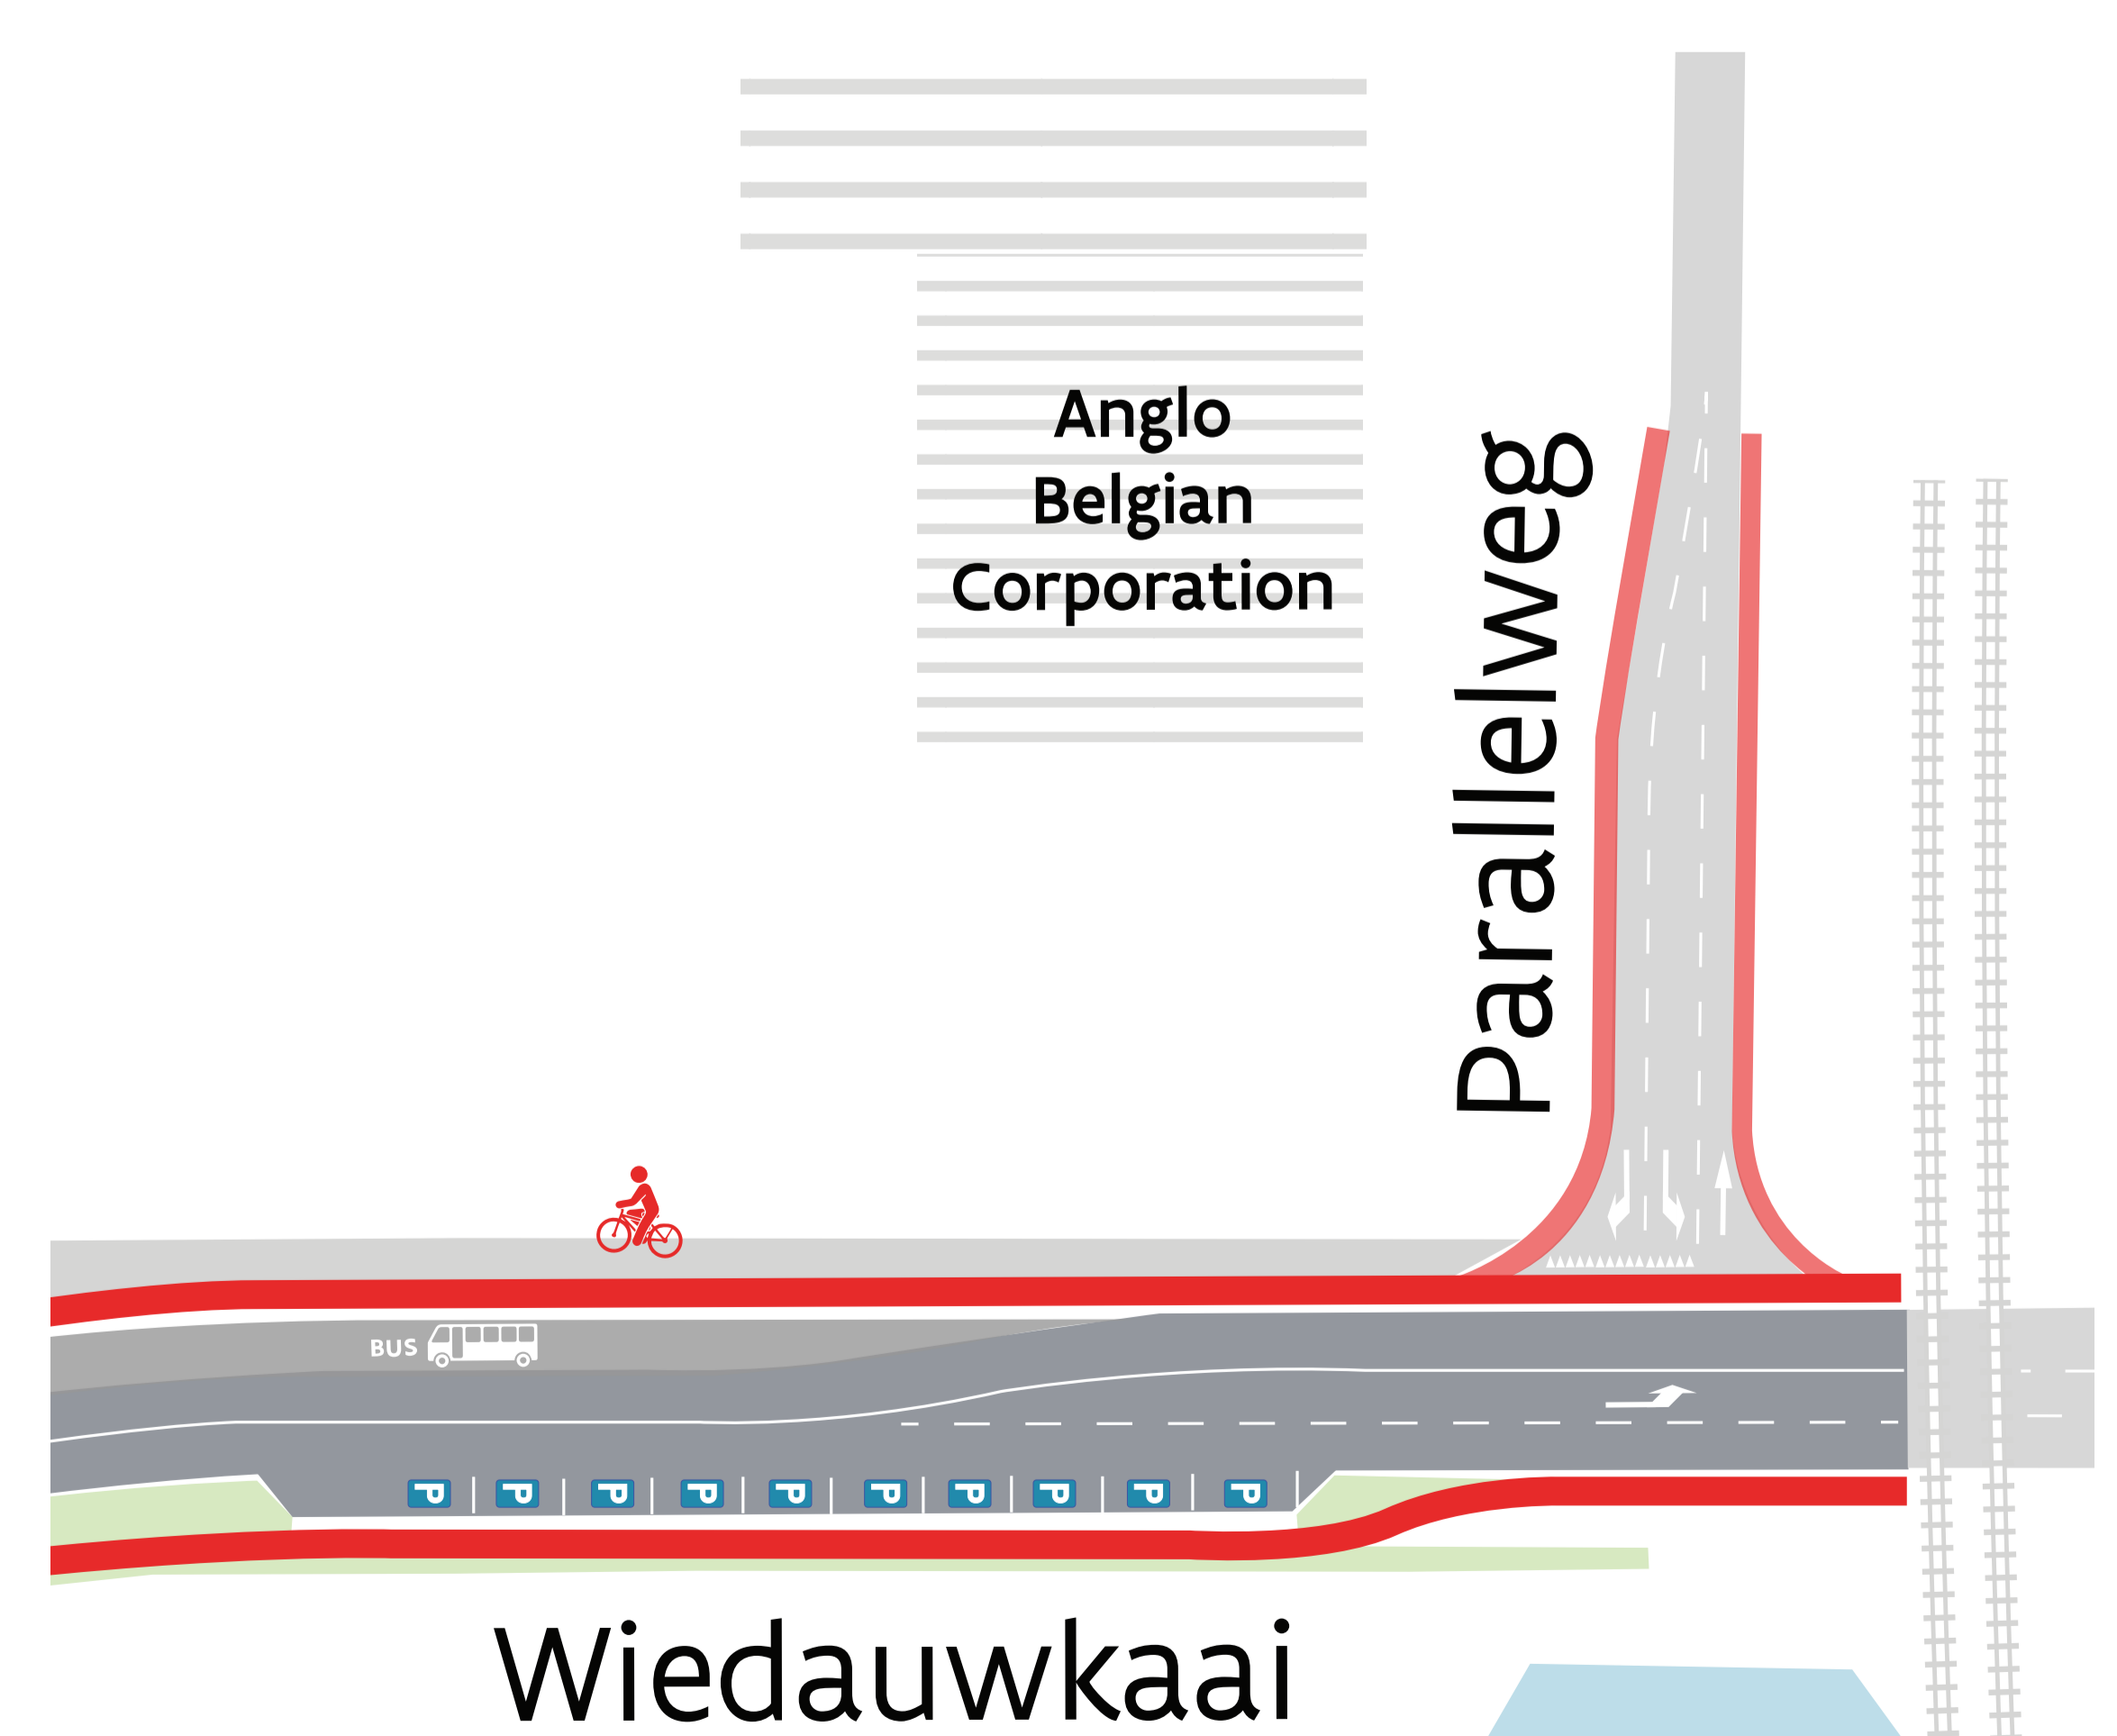 Anglo
Belgian
Corporation
Parallelweg
BUS
P P P P P P P P P P
Wiedauwkaai